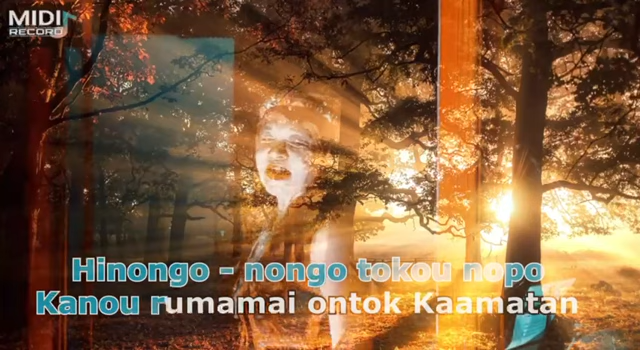 MIDI
RECORD
Hinongo - nongo tokou nopo
Kanou rumamai ontok Kaamatan